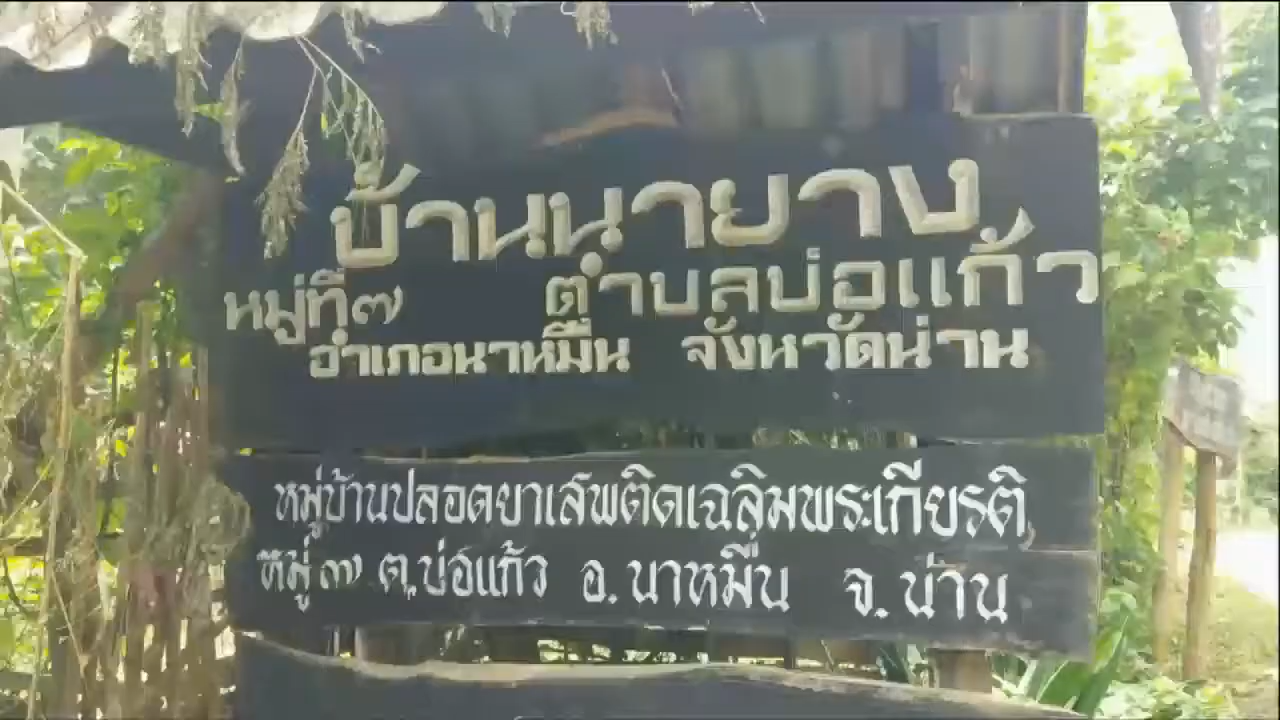 บ้านนายาง
หมู่ที่๗ ตำบลบ่อแก้ว
อำเภอนาหมื่น จังหวัดน่าน
หมู่บ้านปลอดยาเสพติดเฉลิมพระเกียรติ
หมู่ ๗ ต.บ่อแก้ว อ.นาหมื่น จ.น่าน